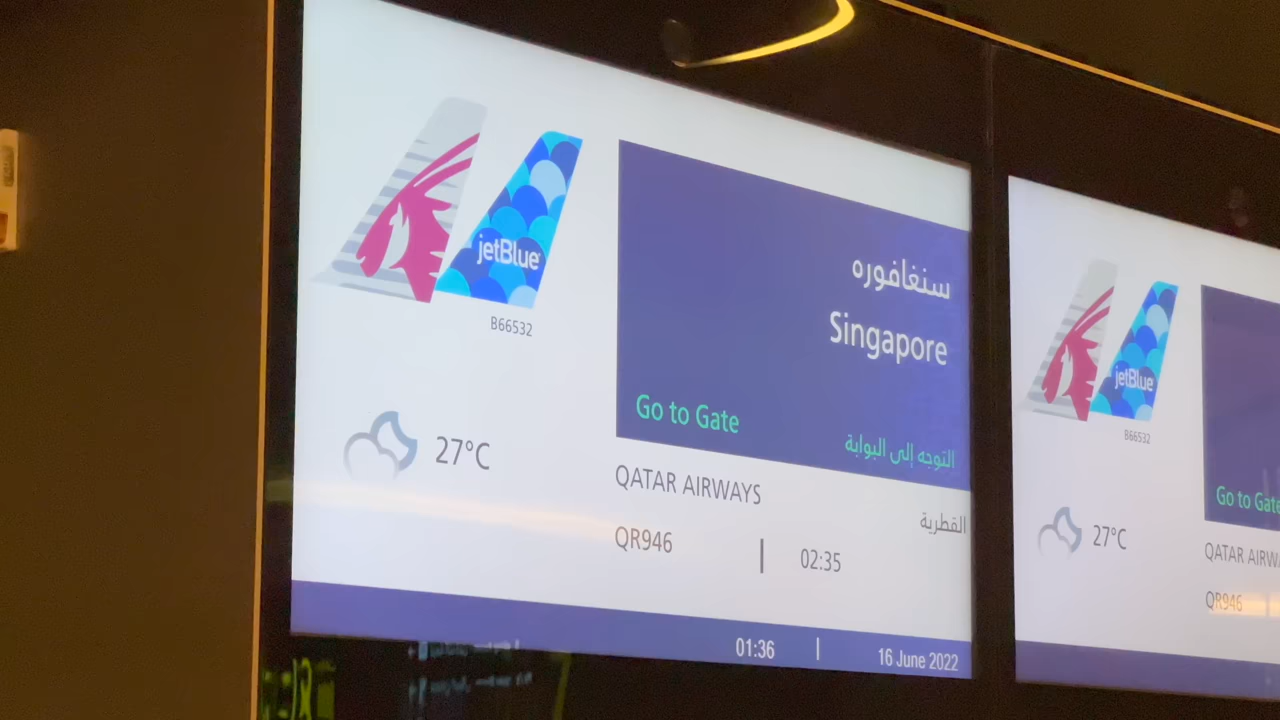 jetBlue
B66532
سنغافوره
Singapore
Go to Gate
التوجه إلى البوابة
27°C
QATAR AIRWAYS
القطرية
QR946 | 02:35
01:36 | 16 June 2022
jetBlue
B66532
Go to Gate
27°C
QATAR AIRW
QR946